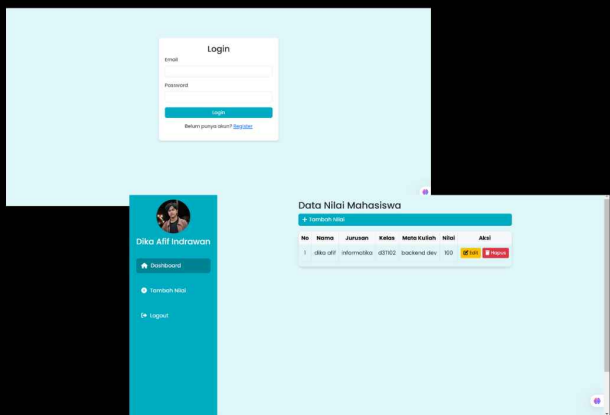 Login
Email
Password
Login
Belum punya akun? Register
Dika Afif Indrawan
Dashboard
Tambah Nilai
Logout
Data Nilai Mahasiswa
+ Tambah Nilai
No Nama Jurusan Kelas Mata Kuliah Nilai Aksi
1 dika afif informatika d31102 backend dev 100 Edit Hapus